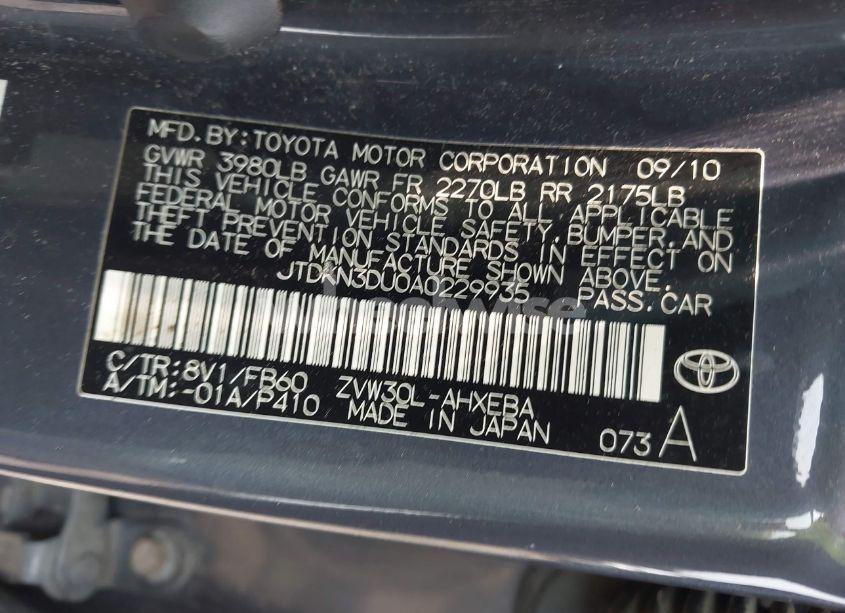 MFD. BY: TOYOTA MOTOR CORPORATION 09/10
GVWR 3980LB GAWR FR 2270LB RR 2175LB
THIS VEHICLE CONFORMS TO ALL APPLICABLE
FEDERAL MOTOR VEHICLE SAFETY, BUMPER, AND
THEFT PREVENTION STANDARDS IN EFFECT ON
THE DATE OF MANUFACTURE SHOWN ABOVE.
JTDKN3DU0A0229935 PASS. CAR
C/TR: 8V1/FB60 ZVW30L-AHXEBA
A/TM: -01A/P410 MADE IN JAPAN
073 A